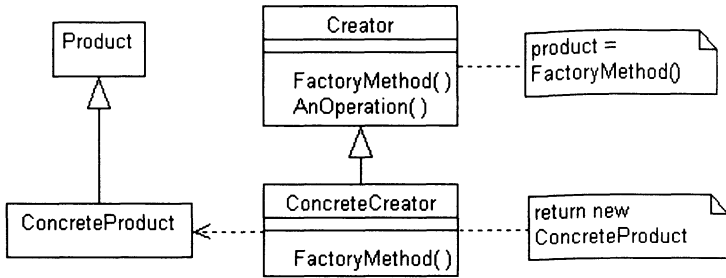 Product
Creator
FactoryMethod( )
AnOperation( )
product =
FactoryMethod()
ConcreteProduct
ConcreteCreator
FactoryMethod( )
return new
ConcreteProduct